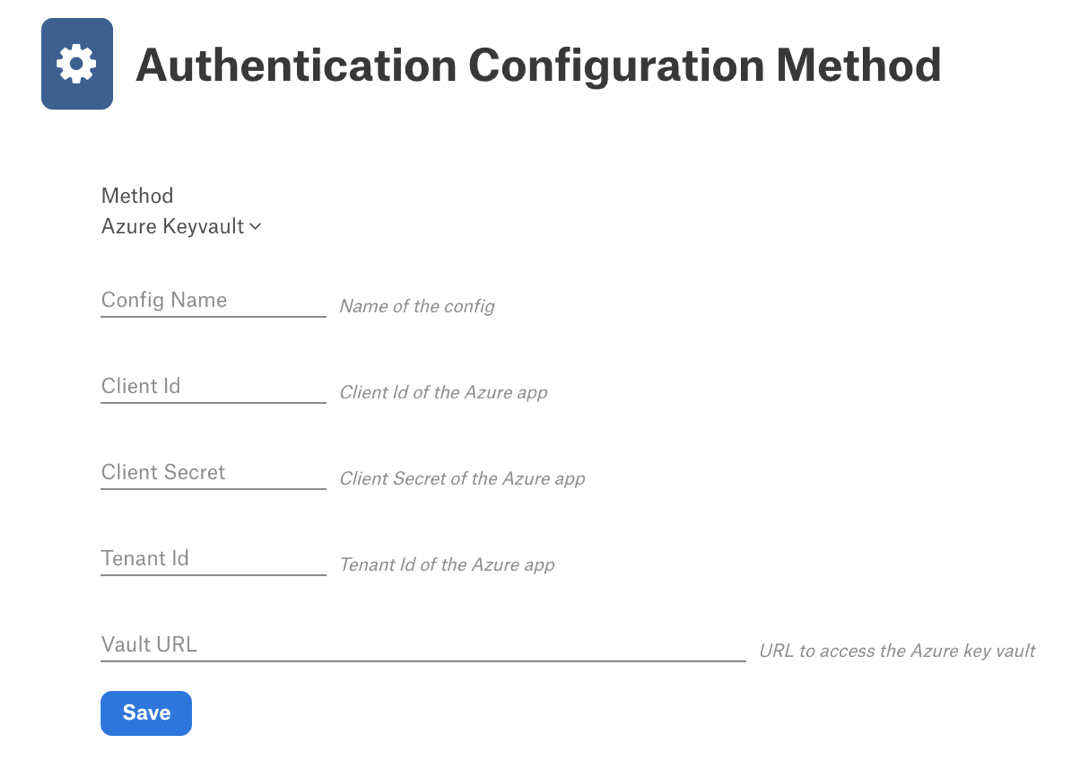 Authentication Configuration Method
Method
Azure Keyvault
Config Name Name of the config
Client Id Client Id of the Azure app
Client Secret Client Secret of the Azure app
Tenant Id Tenant Id of the Azure app
Vault URL URL to access the Azure key vault
Save